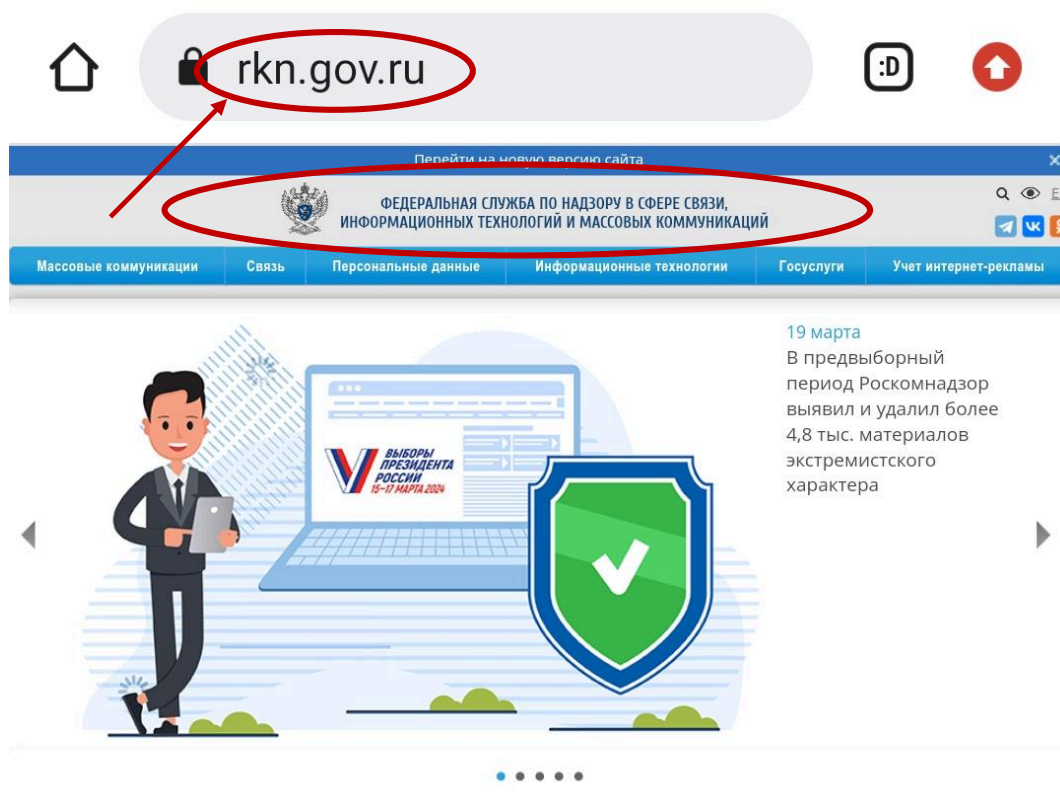 rkn.gov.ru
:D
Перейти на новую версию сайта
ФЕДЕРАЛЬНАЯ СЛУЖБА ПО НАДЗОРУ В СФЕРЕ СВЯЗИ,
ИНФОРМАЦИОННЫХ ТЕХНОЛОГИЙ И МАССОВЫХ КОММУНИКАЦИЙ
Массовые коммуникации Связь Персональные данные Информационные технологии Госуслуги Учет интернет-рекламы
19 марта
В предвыборный
период Роскомнадзор
выявил и удалил более
4,8 тыс. материалов
экстремистского
характера
ВЫБОРЫ
ПРЕЗИДЕНТА
РОССИИ
15–17 МАРТА 2024